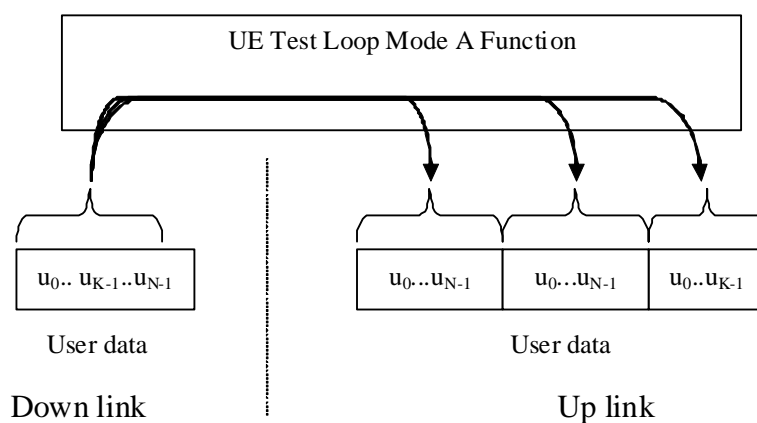 UE Test Loop Mode A Function
u0.. uK-1..uN-1
u0...uN-1
u0...uN-1
u0..uK-1
User data
User data
Down link
Up link